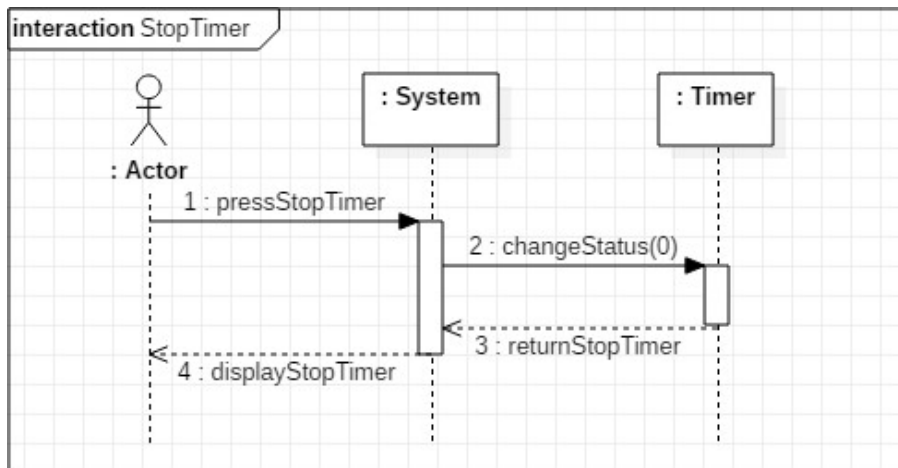 interaction StopTimer
: System
: Timer
: Actor
1 : pressStopTimer
2 : changeStatus(0)
3 : returnStopTimer
4 : displayStopTimer